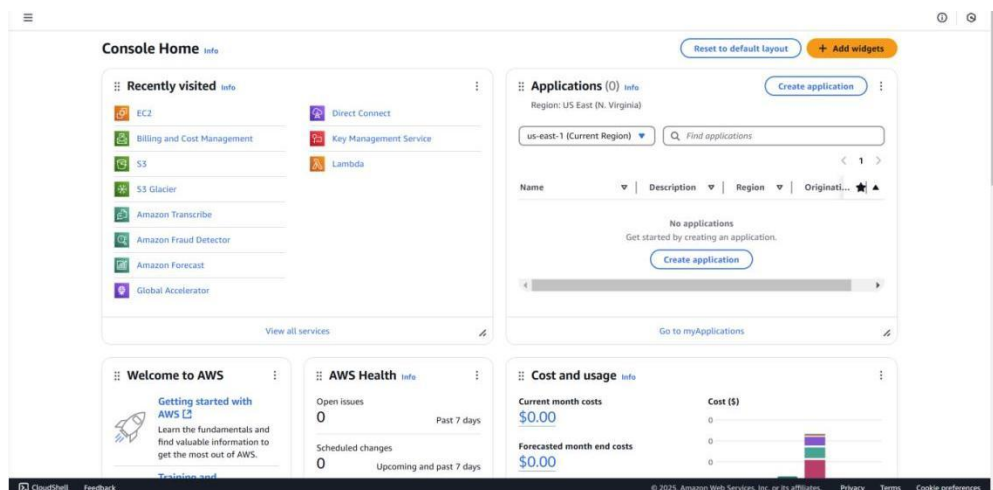 Console Home Info
Reset to default layout
+ Add widgets
Recently visited Info
EC2
Billing and Cost Management
S3
S3 Glacier
Amazon Transcribe
Amazon Fraud Detector
Amazon Forecast
Global Accelerator
Direct Connect
Key Management Service
Lambda
View all services
Applications (0) Info
Create application
Region: US East (N. Virginia)
us-east-1 (Current Region)
Find applications
1
Name Description Region Originati...
No applications
Get started by creating an application.
Create application
Go to myApplications
Welcome to AWS
Getting started with
AWS
Learn the fundamentals and
find valuable information to
get the most out of AWS.
Training and
AWS Health Info
Open issues
0 Past 7 days
Scheduled changes
0 Upcoming and past 7 days
Cost and usage Info
Current month costs
$0.00
Forecasted month end costs
$0.00
Cost ($)
0
0
0
CloudShell Feedback
© 2025, Amazon Web Services, Inc. or its affiliates. Privacy Terms Cookie preferences